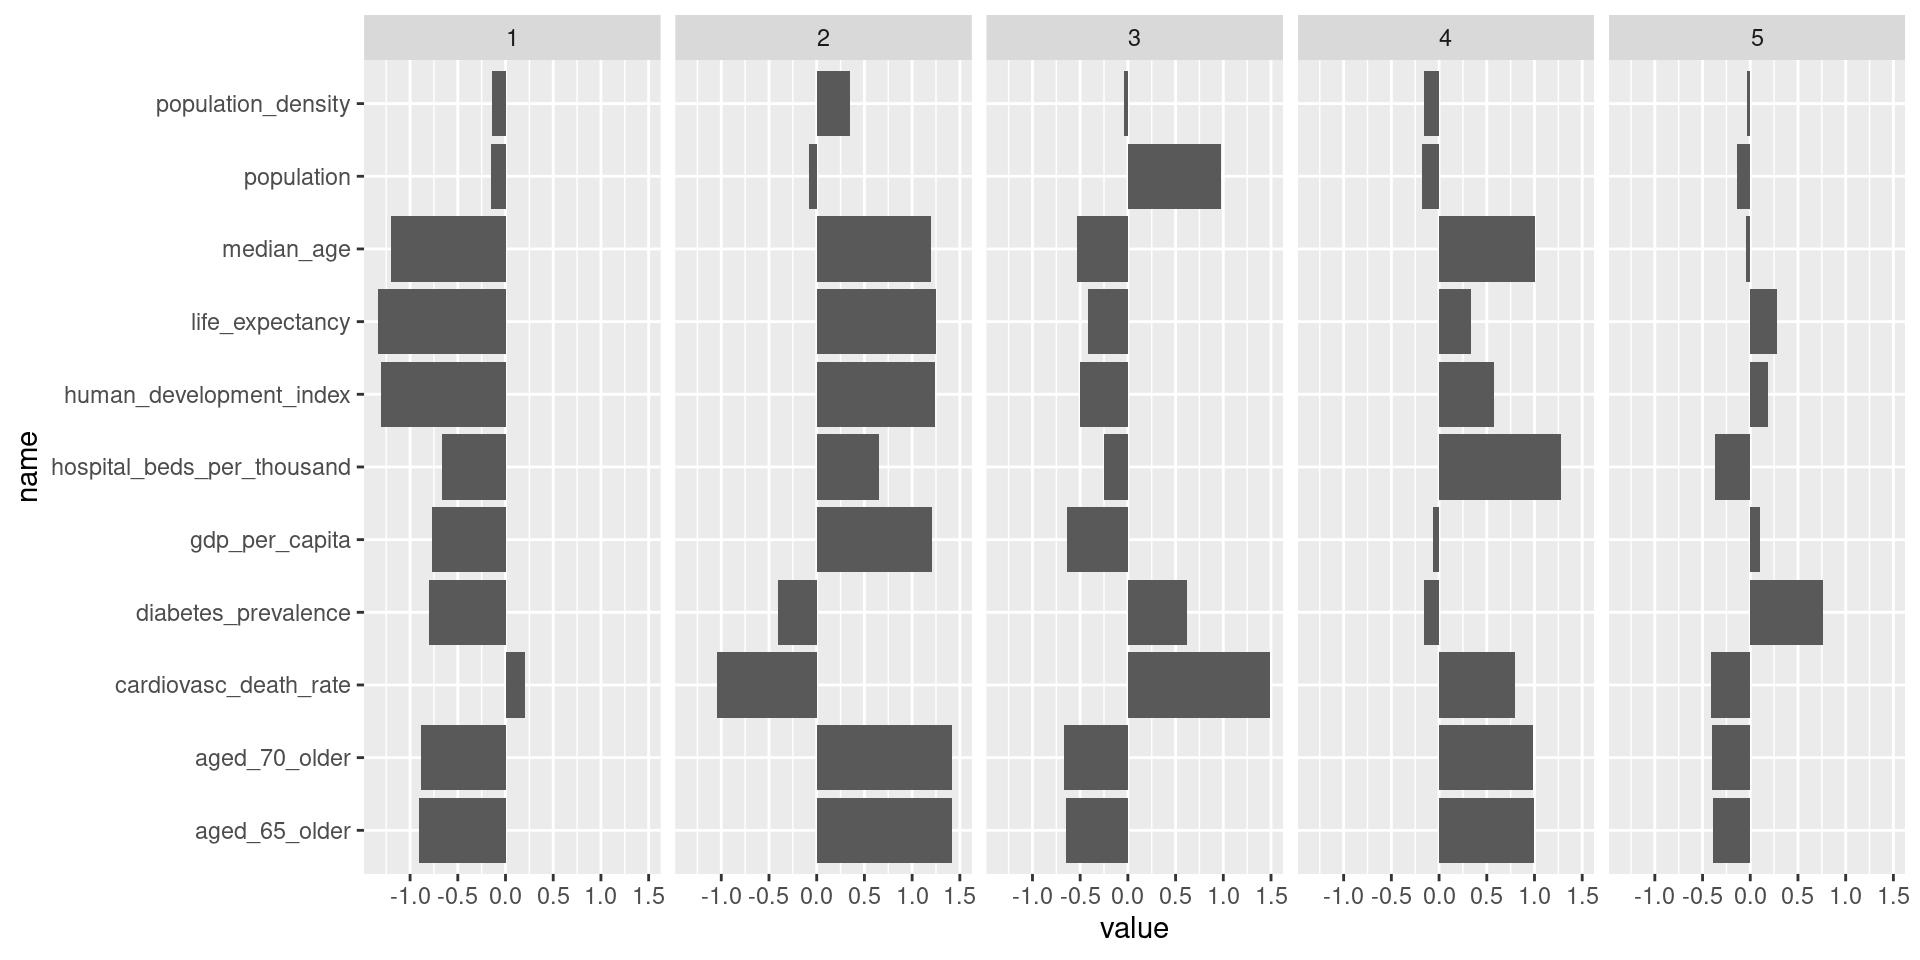 1 2 3 4 5
population_density
population
median_age
life_expectancy
human_development_index
hospital_beds_per_thousand
gdp_per_capita
diabetes_prevalence
cardiovasc_death_rate
aged_70_older
aged_65_older
name
-1.0 -0.5 0.0 0.5 1.0 1.5 -1.0 -0.5 0.0 0.5 1.0 1.5 -1.0 -0.5 0.0 0.5 1.0 1.5 -1.0 -0.5 0.0 0.5 1.0 1.5 -1.0 -0.5 0.0 0.5 1.0 1.5
value